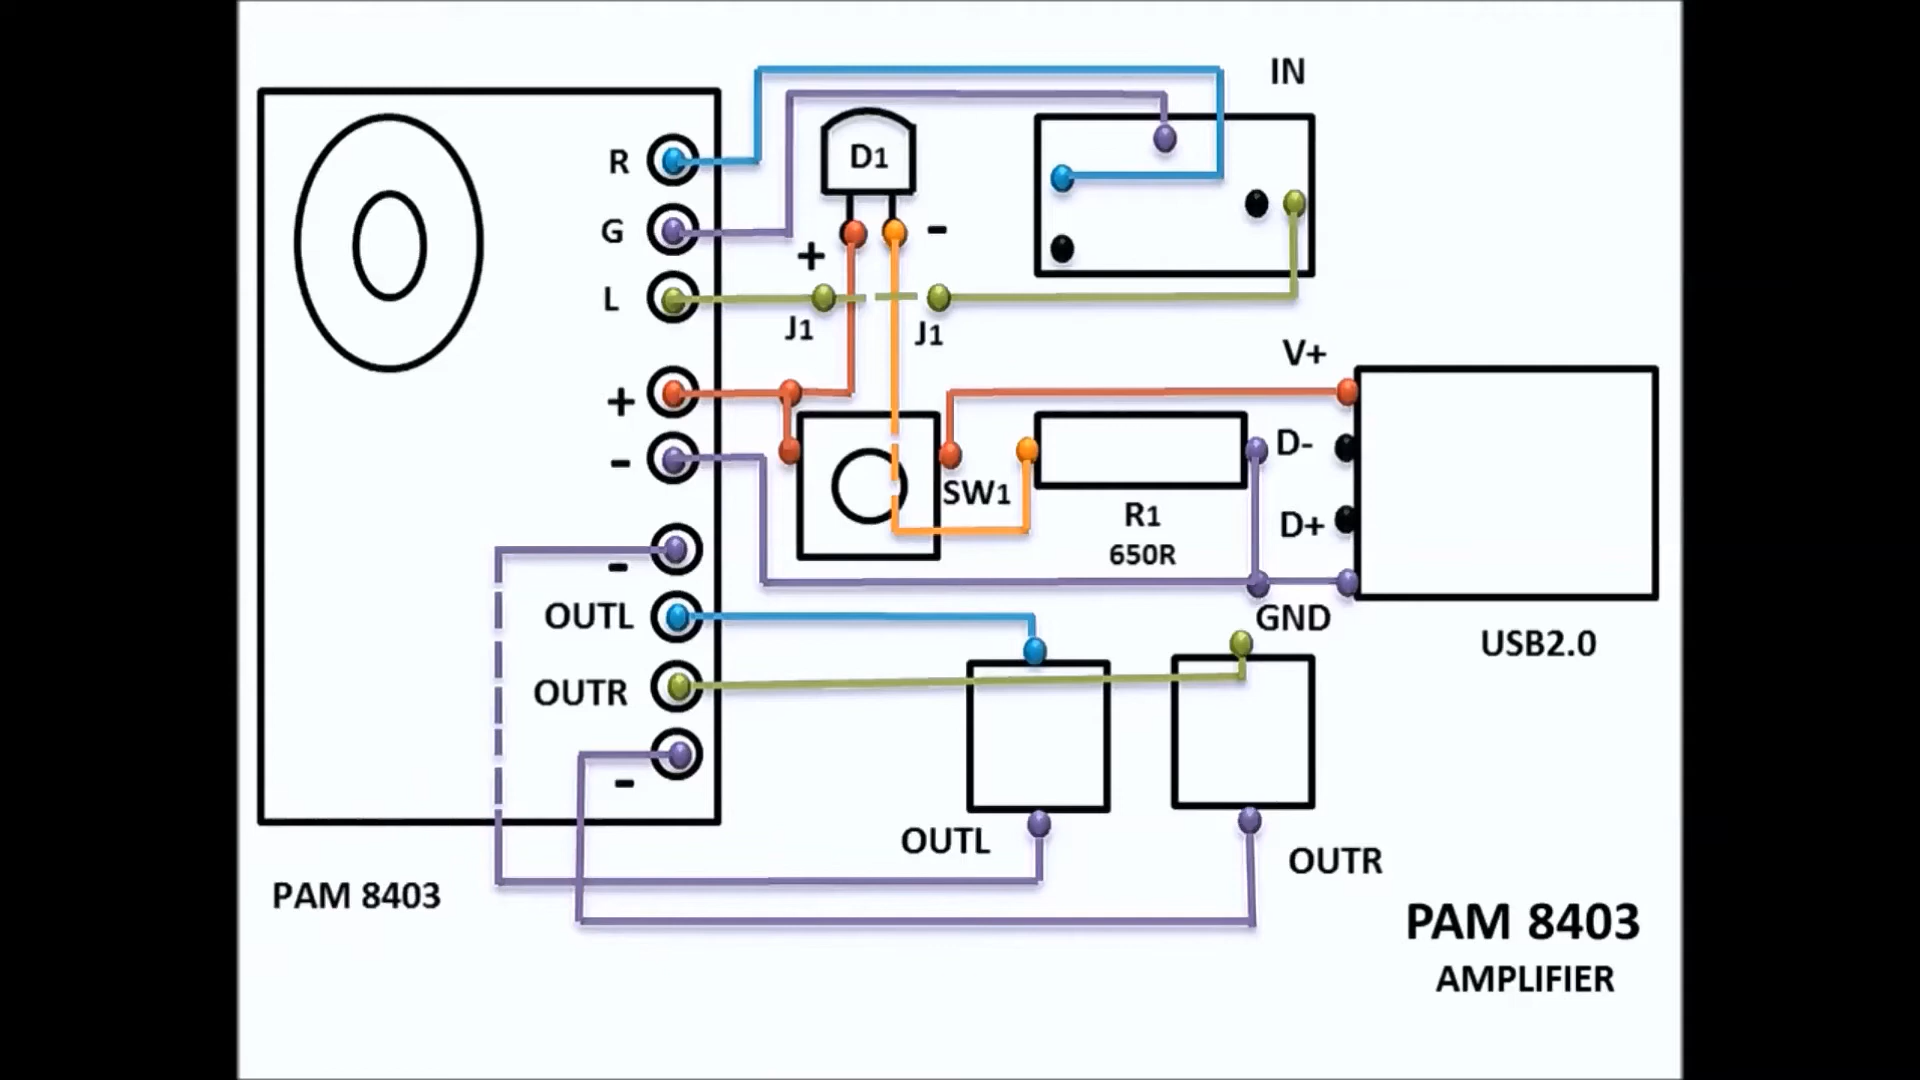 IN
R
D1
G
+
-
L
J1
J1
V+
+
-
D-
SW1
R1
D+
650R
-
OUTL
GND
USB2.0
OUTR
-
OUTL
OUTR
PAM 8403
PAM 8403
AMPLIFIER